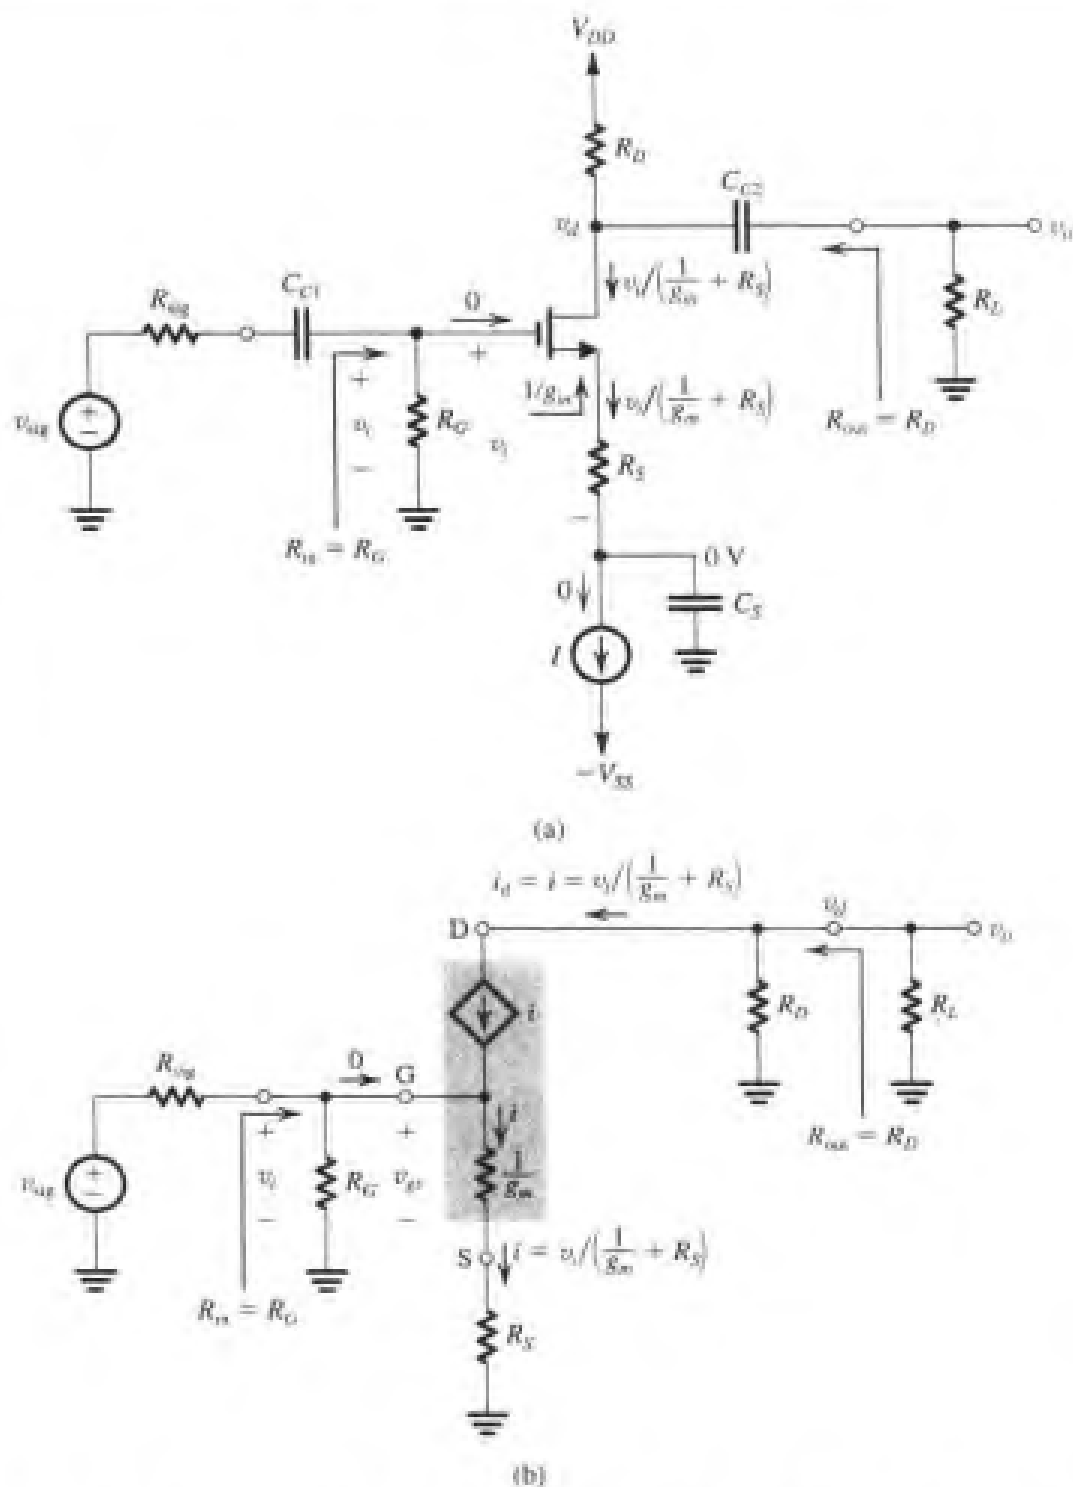 V_DD
R_D
C_C2
v_d
v_o
v_i/(1/g_m + R_S)
R_L
C_C1
R_sig
0
+
1/g_m
v_i/(1/g_m + R_S)
R_out = R_D
+
v_sig
+
−
v_i
−
R_G
v_i
R_S
−
R_in = R_G
0 V
0
C_S
I
−V_SS
(a)
i_d = i = v_i/(1/g_m + R_S)
D
v_d
v_o
i
R_D
R_L
R_sig
0
G
i
R_out = R_D
+
+
v_sig
+
−
v_i
R_G
v_gs
1/g_m
−
−
S
i = v_i/(1/g_m + R_S)
R_in = R_G
R_S
(b)